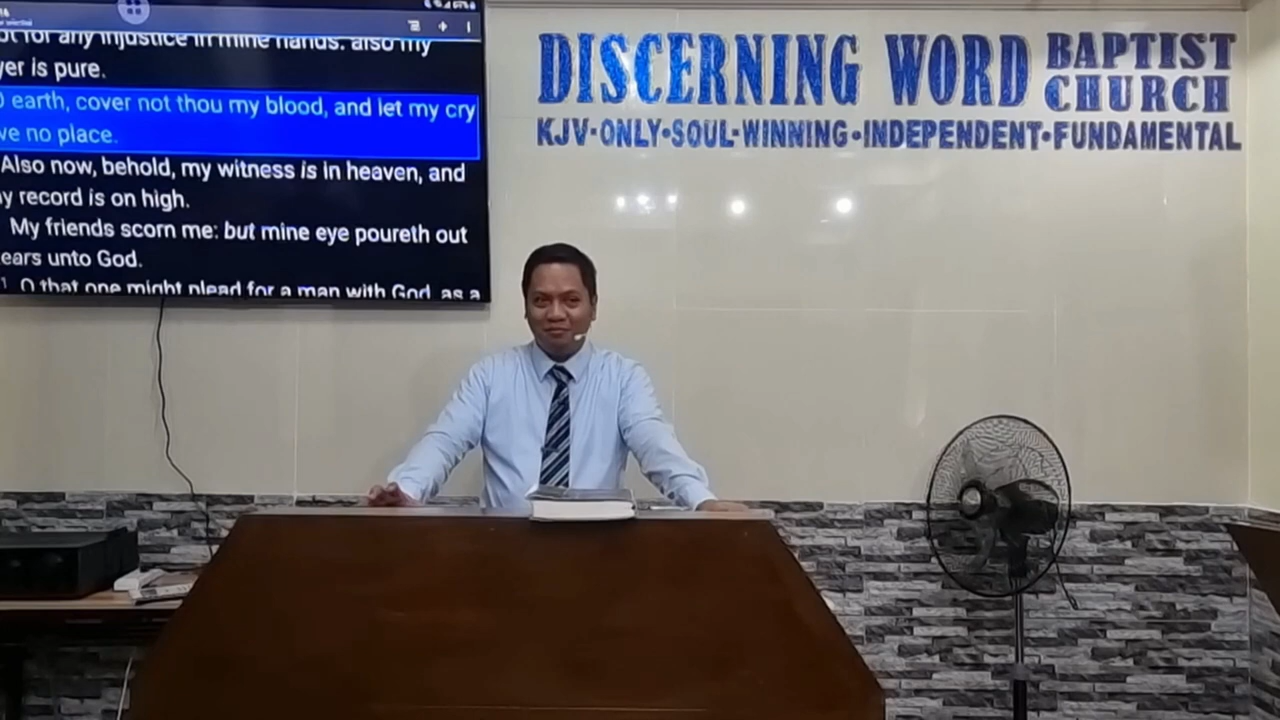 for any injustice in mine hands: also my
is pure.
earth, cover not thou my blood, and let my cry
no place.
Also now, behold, my witness is in heaven, and
record is on high.
My friends scorn me: but mine eye poureth out
unto God.
O that one might plead for a man with God, as a
DISCERNING WORD BAPTIST CHURCH
KJV-ONLY•SOUL-WINNING•INDEPENDENT•FUNDAMENTAL